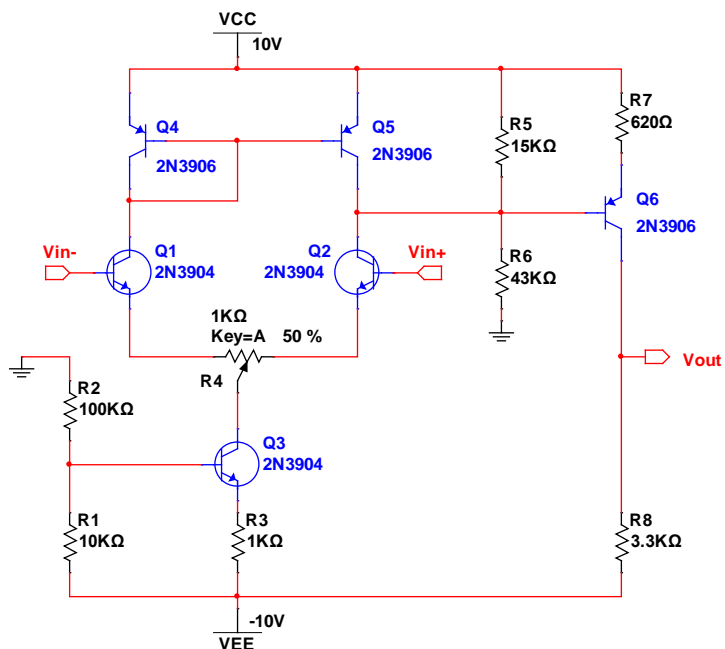 VCC
10V
Q4
2N3906
Q5
2N3906
R5
15KΩ
R7
620Ω
Q6
2N3906
Vin-
Q1
2N3904
Q2
2N3904
Vin+
R6
43KΩ
1KΩ
Key=A
50 %
R4
Vout
R2
100KΩ
Q3
2N3904
R1
10KΩ
R3
1KΩ
R8
3.3KΩ
-10V
VEE